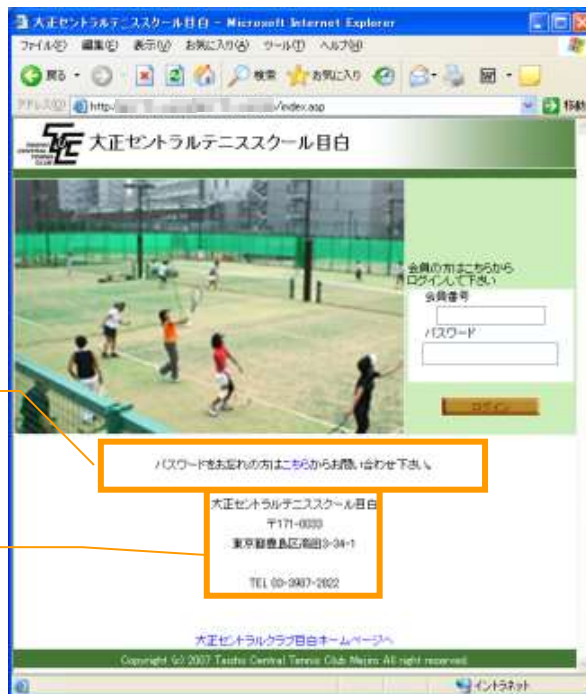 大正セントラルテニススクール目白 - Microsoft Internet Explorer
ファイル(F) 編集(E) 表示(V) お気に入り(A) ツール(T) ヘルプ(H)
戻る 検索 お気に入り
アドレス(D) http:/ /index.asp 移動
大正セントラルテニススクール目白
会員の方はこちらから
ログインして下さい
会員番号
パスワード
ログイン
パスワードをお忘れの方はこちらからお問い合わせ下さい。
大正セントラルテニススクール目白
〒171-0033
東京都豊島区高田3-34-1
TEL 03-3987-2822
大正セントラルクラブ目白ホームページへ
Copyright (c) 2007 Taisho Central Tennis Club Mejiro All right reserved.
イントラネット